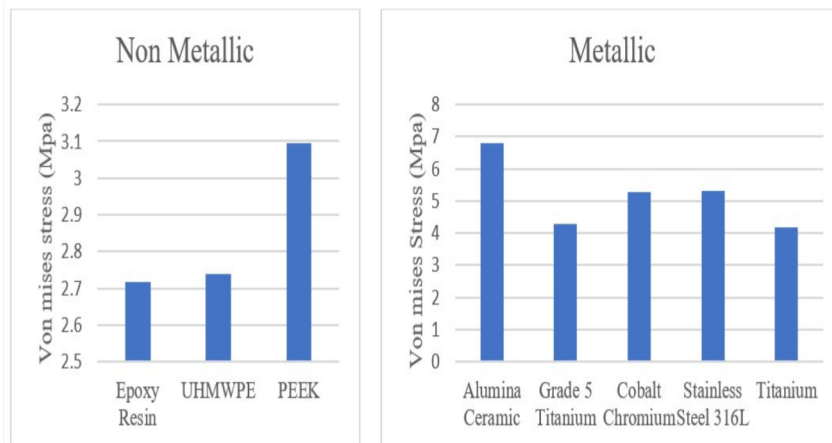 Non Metallic
Von mises stress (Mpa)
3.2
3.1
3
2.9
2.8
2.7
2.6
2.5
Epoxy Resin
UHMWPE
PEEK
Metallic
Von mises Stress (Mpa)
8
7
6
5
4
3
2
1
0
Alumina Ceramic
Grade 5 Titanium
Cobalt Chromium
Stainless Steel 316L
Titanium